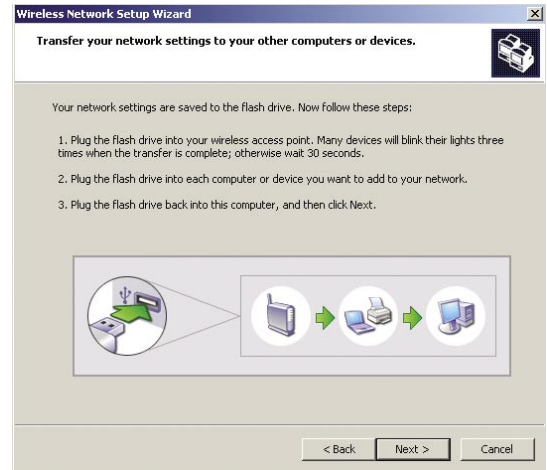 Wireless Network Setup Wizard
Transfer your network settings to your other computers or devices.
Your network settings are saved to the flash drive. Now follow these steps:
1. Plug the flash drive into your wireless access point. Many devices will blink their lights three
times when the transfer is complete; otherwise wait 30 seconds.
2. Plug the flash drive into each computer or device you want to add to your network.
3. Plug the flash drive back into this computer, and then click Next.
< Back
Next >
Cancel